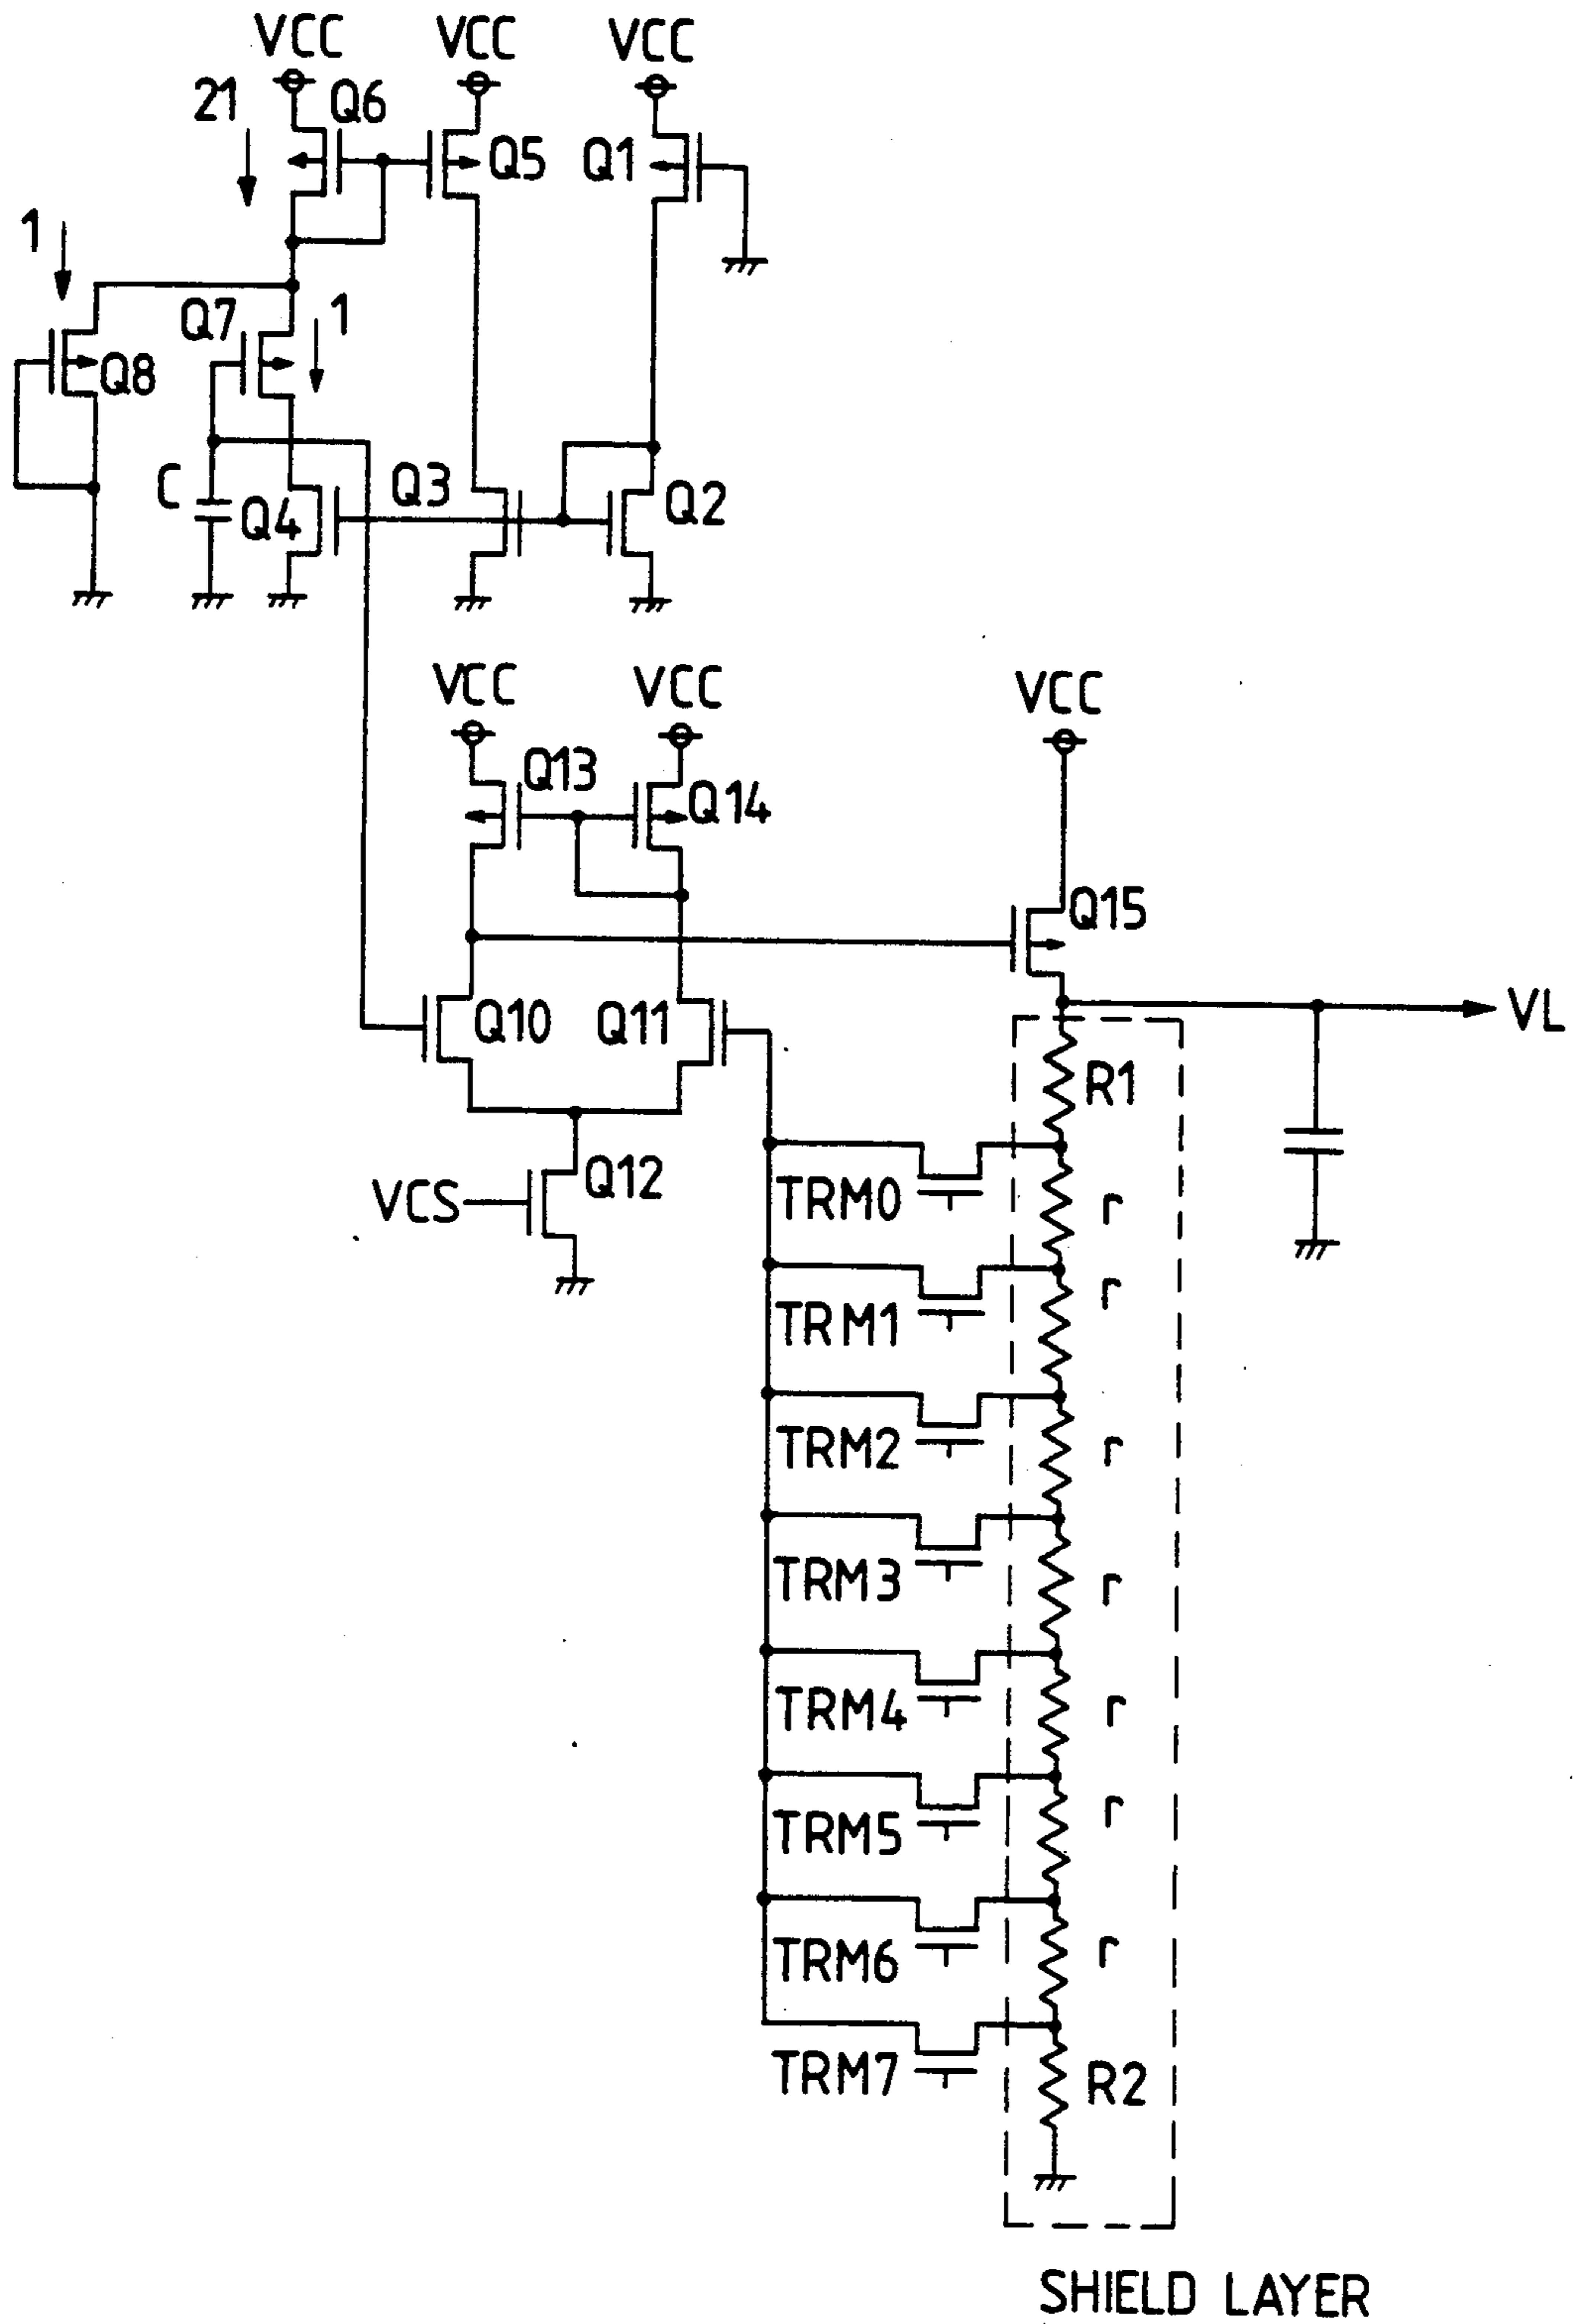 VCC VCC VCC
21 Q6 Q5 Q1
1
Q7 1
Q8
C Q4 Q3 Q2
VCC VCC VCC
Q13 Q14
Q15
VL
Q10 Q11
R1
VCS Q12
TRM0 r
TRM1 r
TRM2 r
TRM3 r
TRM4 r
TRM5 r
TRM6 r
TRM7 R2
SHIELD LAYER